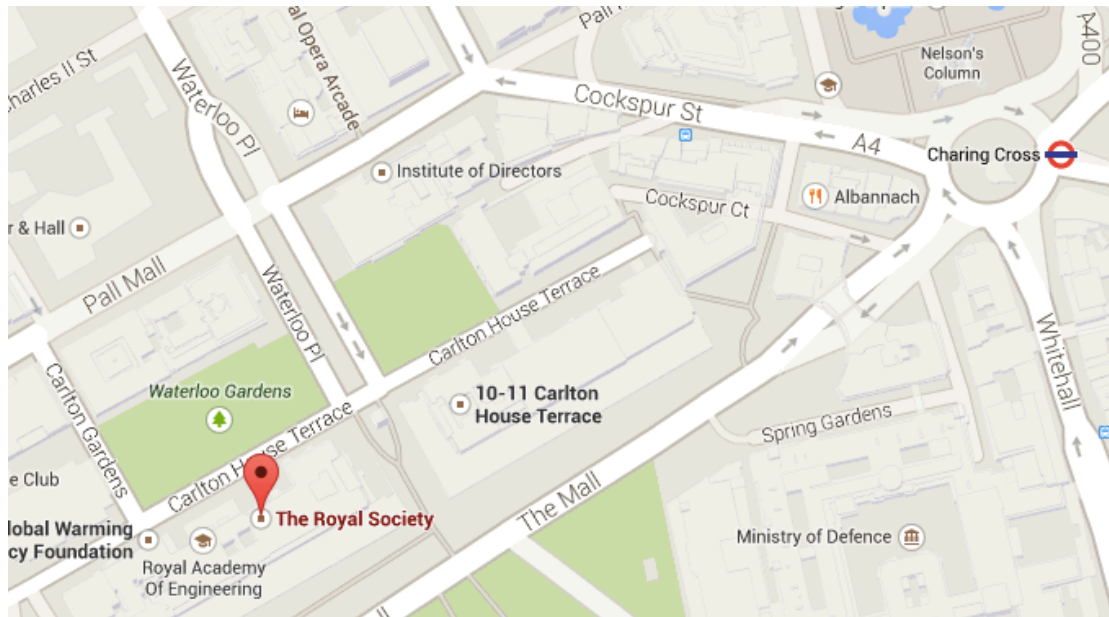 Charles II St
Waterloo Pl
al Opera Arcade
Pall
Nelson's
Column
A400
Cockspur St
A4
Charing Cross
Institute of Directors
Cockspur Ct
Albannach
r & Hall
Pall Mall
Waterloo Pl
Carlton House Terrace
Whitehall
Carlton Gardens
Waterloo Gardens
10-11 Carlton
House Terrace
Carlton House Terrace
Spring Gardens
e Club
The Mall
The Royal Society
lobal Warming
cy Foundation
Royal Academy
Of Engineering
Ministry of Defence
ll